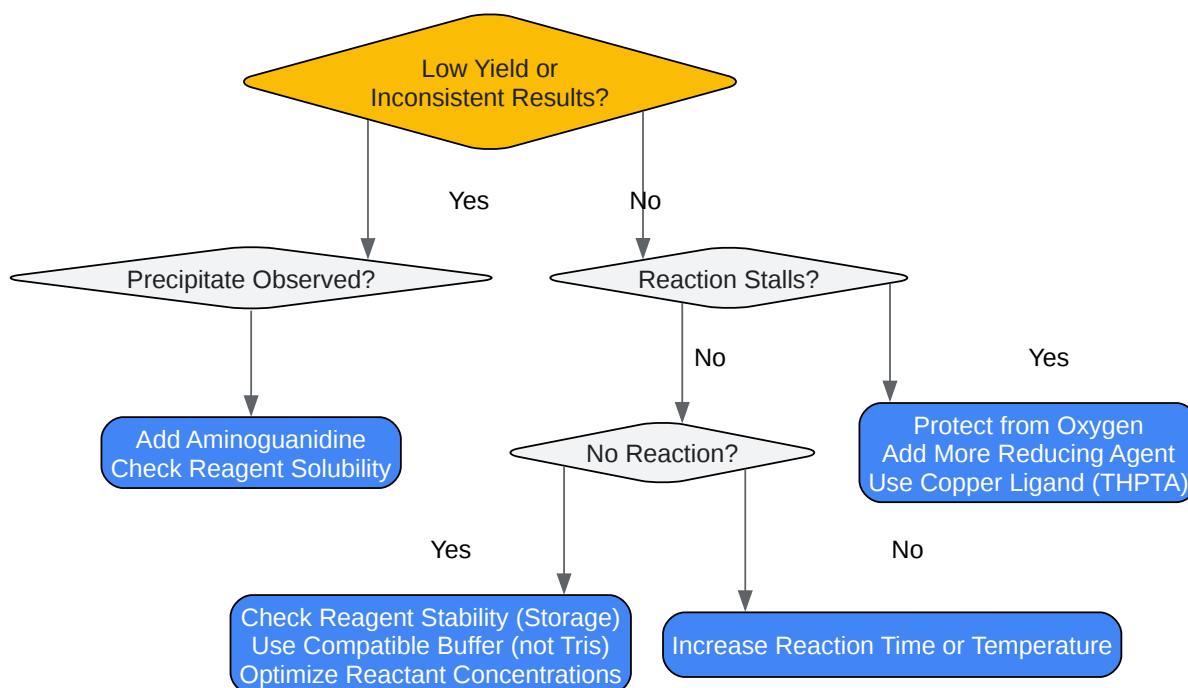 Low Yield or
Inconsistent Results?
Yes
No
Precipitate Observed?
Reaction Stalls?
No
Yes
Add Aminoguanidine
Check Reagent Solubility
Protect from Oxygen
Add More Reducing Agent
Use Copper Ligand (THPTA)
No Reaction?
Yes
No
Check Reagent Stability (Storage)
Use Compatible Buffer (not Tris)
Optimize Reactant Concentrations
Increase Reaction Time or Temperature